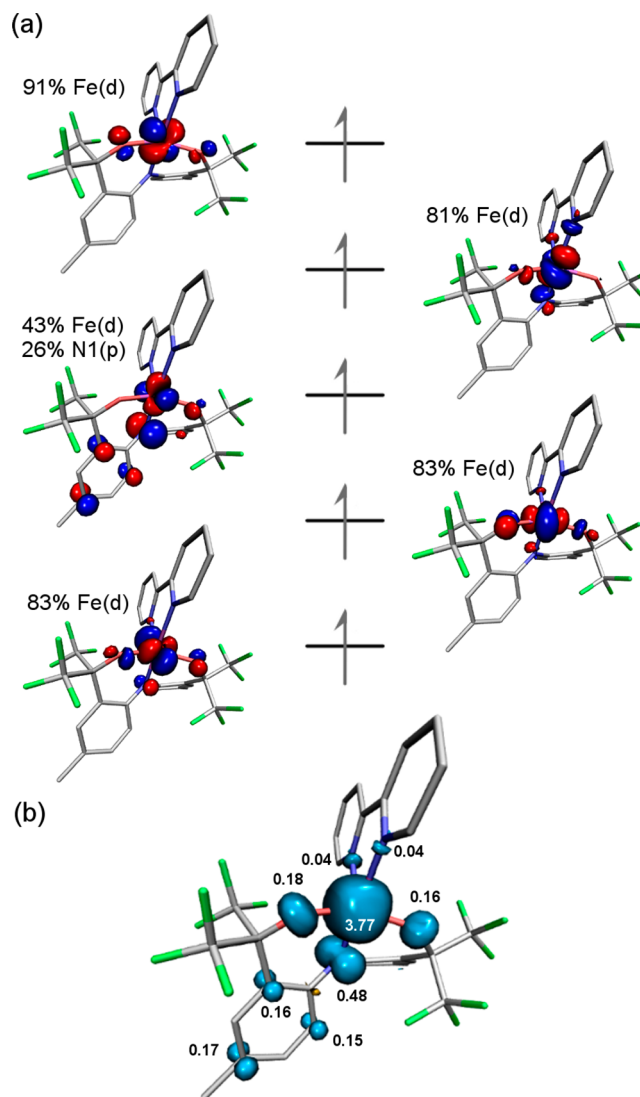 (a)
91% Fe(d)
81% Fe(d)
43% Fe(d)
26% N1(p)
83% Fe(d)
83% Fe(d)
(b)
0.04
0.04
0.18
0.16
3.77
0.48
0.16
0.15
0.17